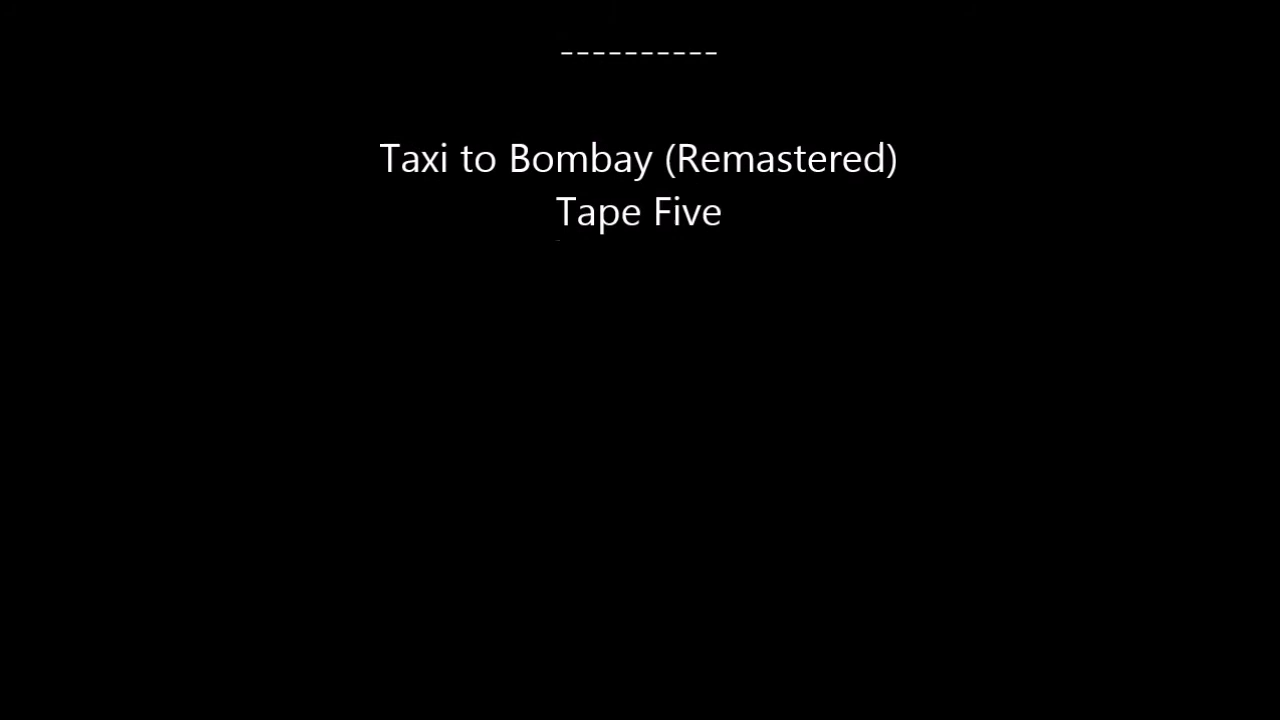 ----------
Taxi to Bombay (Remastered)
Tape Five